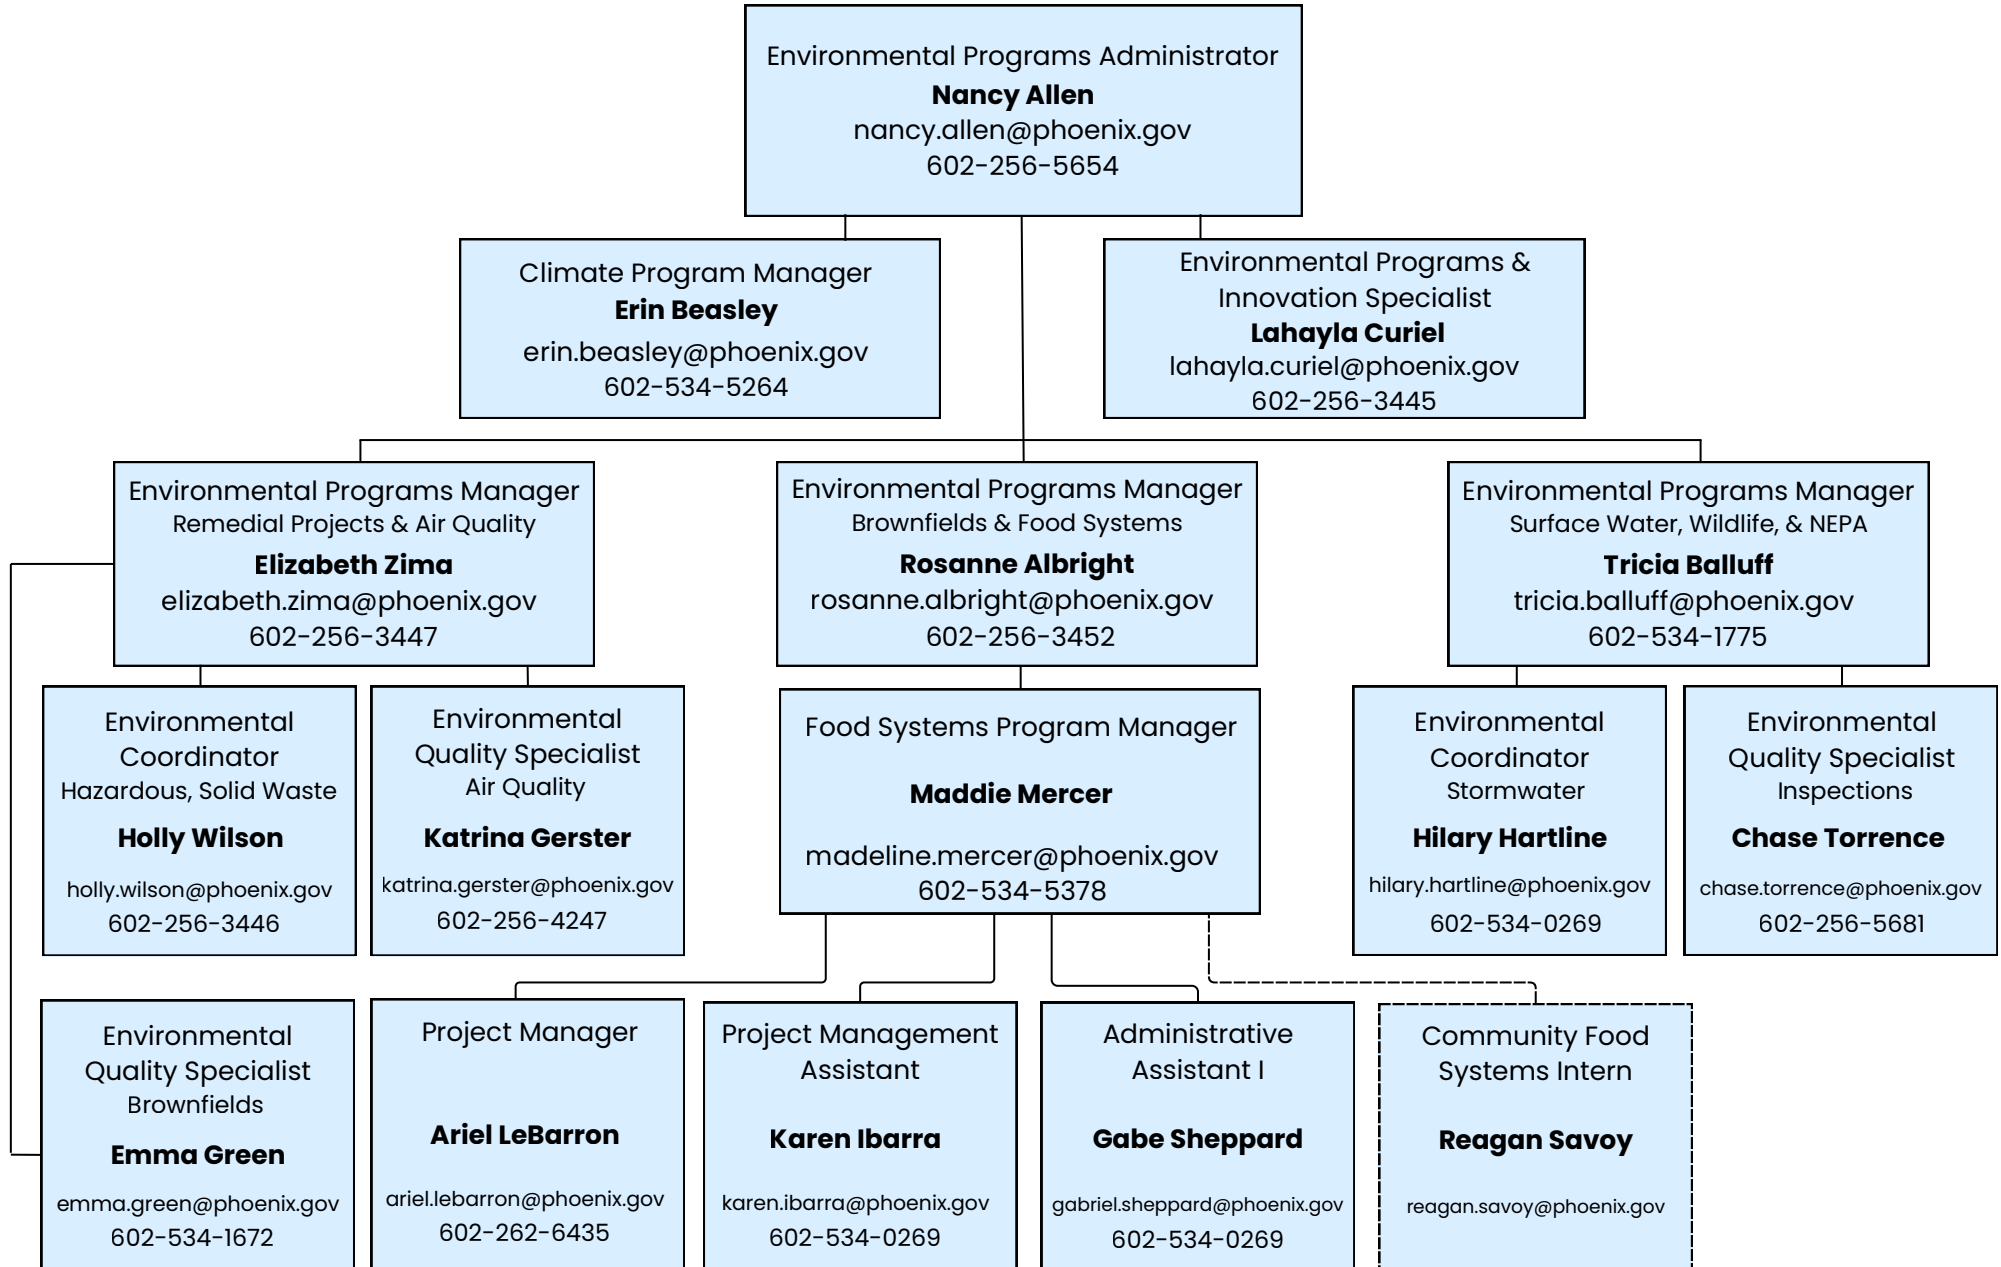 Environmental Programs Administrator
Nancy Allen
nancy.allen@phoenix.gov
602-256-5654
Climate Program Manager
Erin Beasley
erin.beasley@phoenix.gov
602-534-5264
Environmental Programs &
Innovation Specialist
Lahayla Curiel
lahayla.curiel@phoenix.gov
602-256-3445
Environmental Programs Manager
Remedial Projects & Air Quality
Elizabeth Zima
elizabeth.zima@phoenix.gov
602-256-3447
Environmental Programs Manager
Brownfields & Food Systems
Rosanne Albright
rosanne.albright@phoenix.gov
602-256-3452
Environmental Programs Manager
Surface Water, Wildlife, & NEPA
Tricia Balluff
tricia.balluff@phoenix.gov
602-534-1775
Environmental
Coordinator
Hazardous, Solid Waste
Holly Wilson
holly.wilson@phoenix.gov
602-256-3446
Environmental
Quality Specialist
Air Quality
Katrina Gerster
katrina.gerster@phoenix.gov
602-256-4247
Food Systems Program Manager
Maddie Mercer
madeline.mercer@phoenix.gov
602-534-5378
Environmental
Coordinator
Stormwater
Hilary Hartline
hilary.hartline@phoenix.gov
602-534-0269
Environmental
Quality Specialist
Inspections
Chase Torrence
chase.torrence@phoenix.gov
602-256-5681
Environmental
Quality Specialist
Brownfields
Emma Green
emma.green@phoenix.gov
602-534-1672
Project Manager
Ariel LeBarron
ariel.lebarron@phoenix.gov
602-262-6435
Project Management
Assistant
Karen Ibarra
karen.ibarra@phoenix.gov
602-534-0269
Administrative
Assistant I
Gabe Sheppard
gabriel.sheppard@phoenix.gov
602-534-0269
Community Food
Systems Intern
Reagan Savoy
reagan.savoy@phoenix.gov